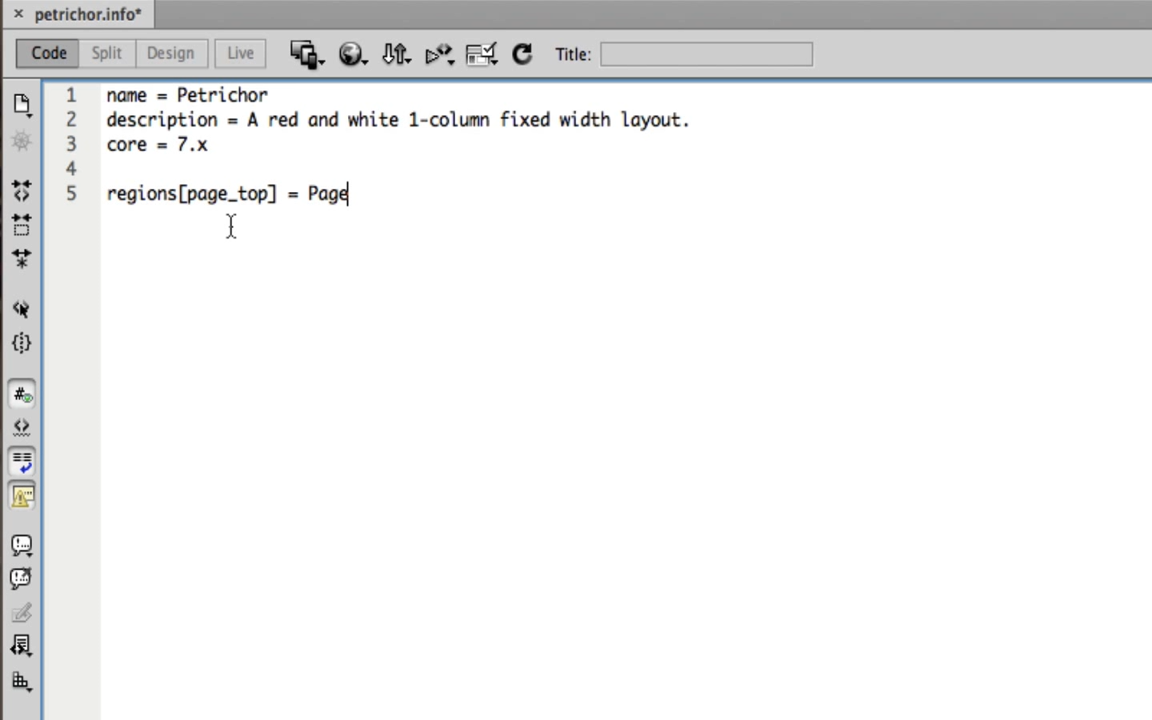 petrichor.info*
Code Split Design Live Title:
1 name = Petrichor
2 description = A red and white 1-column fixed width layout.
3 core = 7.x
4
5 regions[page_top] = Page